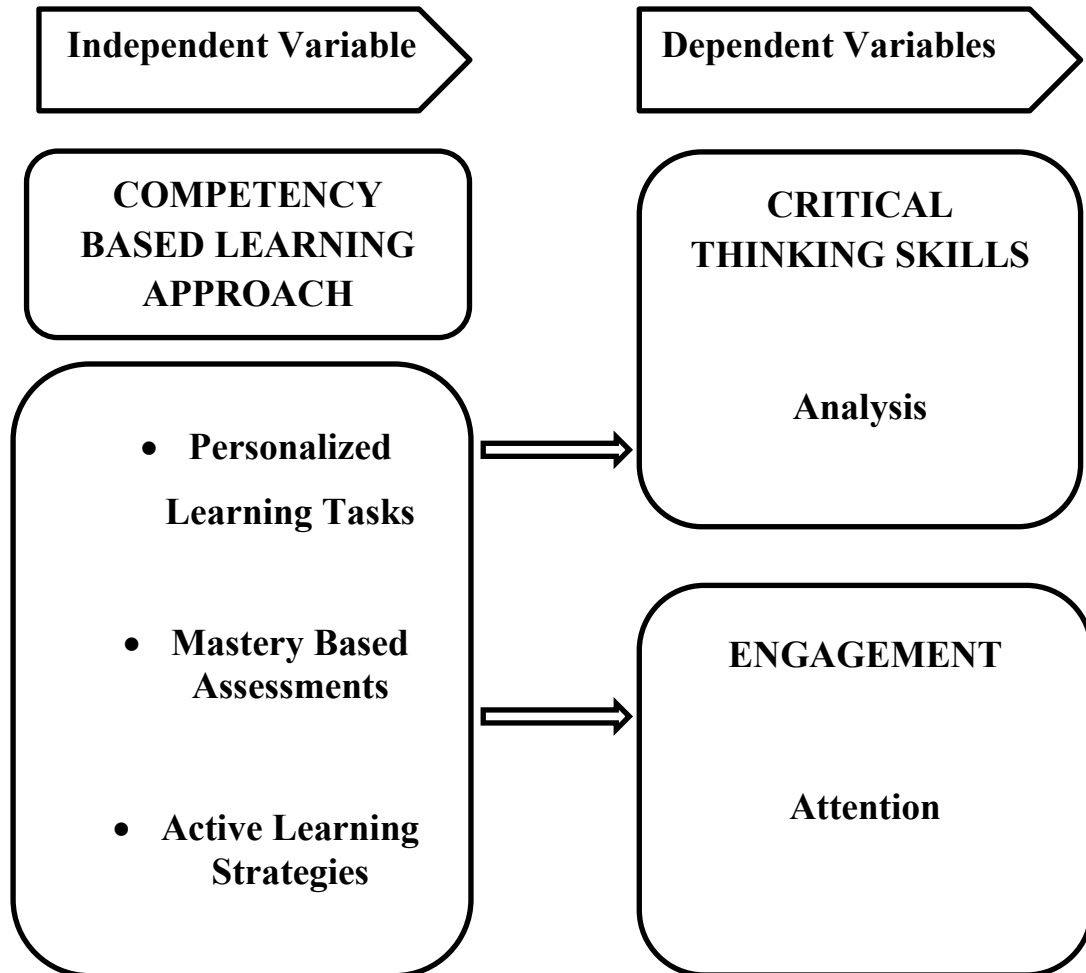 Independent Variable
Dependent Variables
COMPETENCY
BASED LEARNING
APPROACH
CRITICAL
THINKING SKILLS
Analysis
• Personalized
Learning Tasks
• Mastery Based
Assessments
• Active Learning
Strategies
ENGAGEMENT
Attention